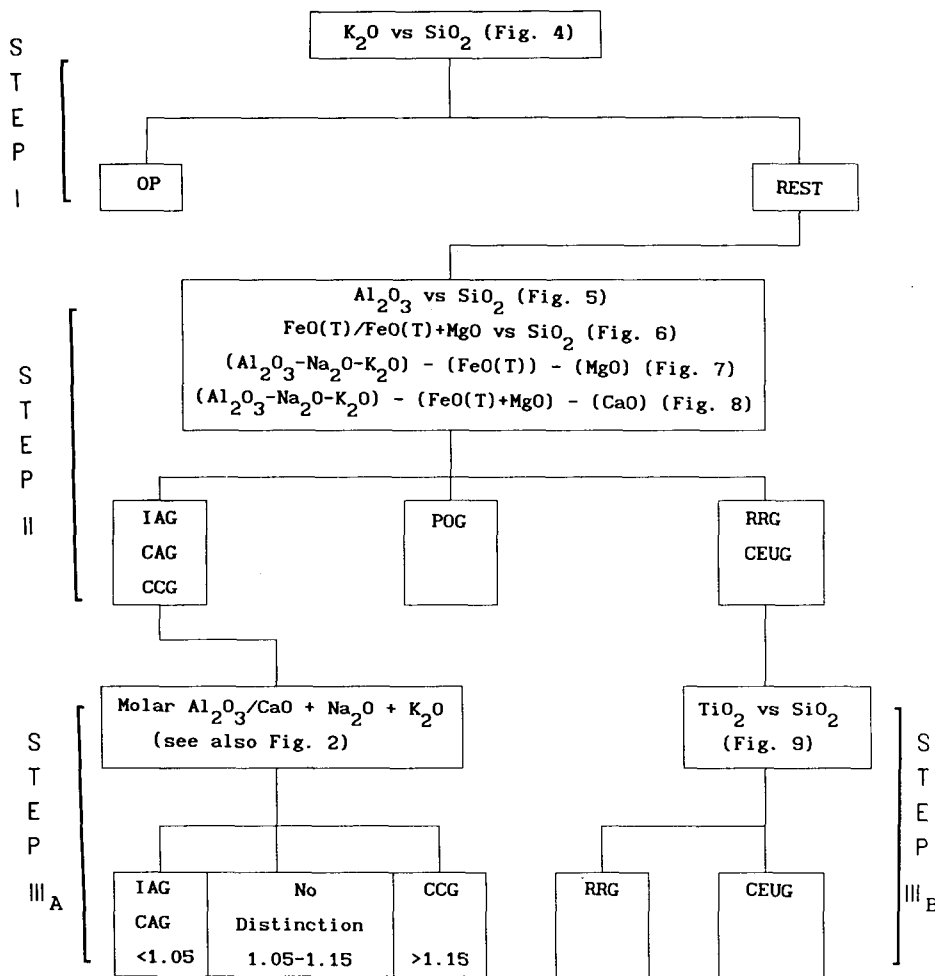 K₂O vs SiO₂ (Fig. 4)
STEP I
OP
REST
STEP II
Al₂O₃ vs SiO₂ (Fig. 5)
FeO(T)/FeO(T)+MgO vs SiO₂ (Fig. 6)
(Al₂O₃-Na₂O-K₂O) - (FeO(T)) - (MgO) (Fig. 7)
(Al₂O₃-Na₂O-K₂O) - (FeO(T)+MgO) - (CaO) (Fig. 8)
IAG
CAG
CCG
POG
RRG
CEUG
STEP III A
Molar Al₂O₃/CaO + Na₂O + K₂O
(see also Fig. 2)
TiO₂ vs SiO₂
(Fig. 9)
STEP III B
IAG
CAG
<1.05
No
Distinction
1.05-1.15
CCG
>1.15
RRG
CEUG